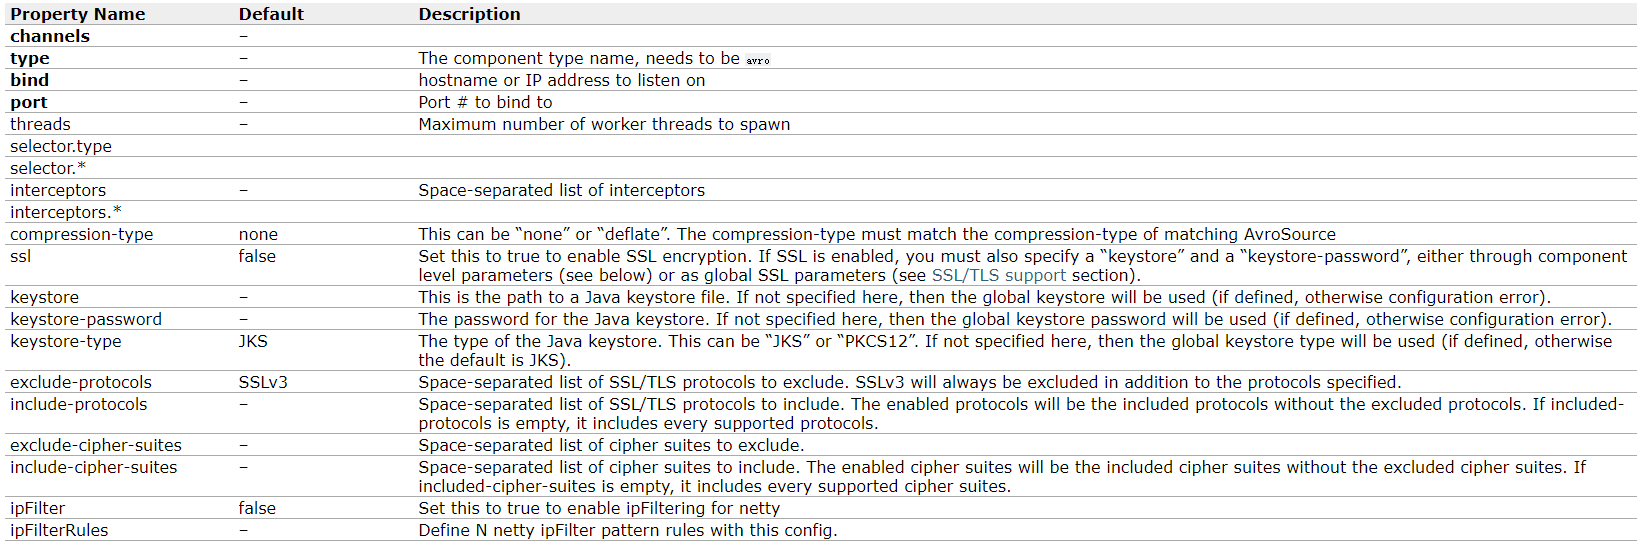 Property Name Default Description
channels –
type – The component type name, needs to be avro
bind – hostname or IP address to listen on
port – Port # to bind to
threads – Maximum number of worker threads to spawn
selector.type
selector.*
interceptors – Space-separated list of interceptors
interceptors.*
compression-type none This can be “none” or “deflate”. The compression-type must match the compression-type of matching AvroSource
ssl false Set this to true to enable SSL encryption. If SSL is enabled, you must also specify a “keystore” and a “keystore-password”, either through component
level parameters (see below) or as global SSL parameters (see SSL/TLS support section).
keystore – This is the path to a Java keystore file. If not specified here, then the global keystore will be used (if defined, otherwise configuration error).
keystore-password – The password for the Java keystore. If not specified here, then the global keystore password will be used (if defined, otherwise configuration error).
keystore-type JKS The type of the Java keystore. This can be “JKS” or “PKCS12”. If not specified here, then the global keystore type will be used (if defined, otherwise
the default is JKS).
exclude-protocols SSLv3 Space-separated list of SSL/TLS protocols to exclude. SSLv3 will always be excluded in addition to the protocols specified.
include-protocols – Space-separated list of SSL/TLS protocols to include. The enabled protocols will be the included protocols without the excluded protocols. If included-
protocols is empty, it includes every supported protocols.
exclude-cipher-suites – Space-separated list of cipher suites to exclude.
include-cipher-suites – Space-separated list of cipher suites to include. The enabled cipher suites will be the included cipher suites without the excluded cipher suites. If
included-cipher-suites is empty, it includes every supported cipher suites.
ipFilter false Set this to true to enable ipFiltering for netty
ipFilterRules – Define N netty ipFilter pattern rules with this config.